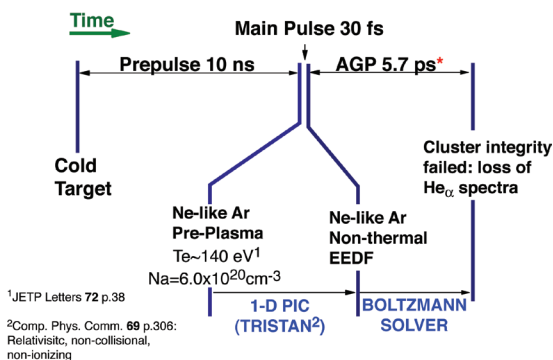 Time
Main Pulse 30 fs
Prepulse 10 ns
AGP 5.7 ps*
Cold
Target
Cluster integrity
failed: loss of
Heα spectra
Ne-like Ar
Pre-Plasma
Te~140 eV¹
Na=6.0x10²⁰cm⁻³
Ne-like Ar
Non-thermal
EEDF
1-D PIC
(TRISTAN²)
BOLTZMANN
SOLVER
¹JETP Letters 72 p.38
²Comp. Phys. Comm. 69 p.306:
Relativisitc, non-collisional,
non-ionizing